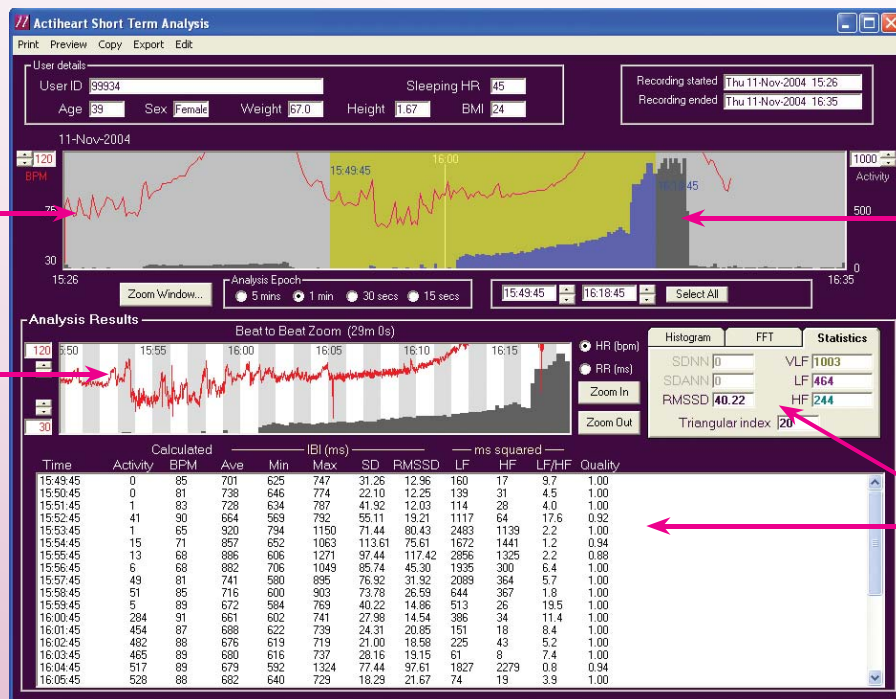 Actiheart Short Term Analysis
Print Preview Copy Export Edit
User details
User ID 99934 Sleeping HR 45
Age 39 Sex Female Weight 67.0 Height 1.67 BMI 24
Recording started Thu 11-Nov-2004 15:26
Recording ended Thu 11-Nov-2004 16:35
11-Nov-2004
120 16:00 1000
BPM 15:49:45 16:18:45 Activity
75 500
30 0
15:26 16:35
Zoom Window...
Analysis Epoch
5 mins 1 min 30 secs 15 secs
15:49:45 16:18:45 Select All
Analysis Results
Beat to Beat Zoom (29m 0s)
120 5:50 15:55 16:00 16:05 16:10 16:15
30
HR (bpm)
RR (ms)
Zoom In
Zoom Out
Histogram FFT Statistics
SDNN 0 VLF 1003
SDANN 0 LF 464
RMSSD 40.22 HF 244
Triangular index 20
Calculated IBI (ms) ms squared
Time Activity BPM Ave Min Max SD RMSSD LF HF LF/HF Quality
15:49:45 0 85 701 625 747 31.26 12.96 160 17 9.7 1.00
15:50:45 0 81 738 646 774 22.10 12.25 139 31 4.5 1.00
15:51:45 1 83 728 634 787 41.92 12.03 114 28 4.0 1.00
15:52:45 41 90 664 569 792 55.11 19.21 1117 64 17.6 0.92
15:53:45 1 65 920 794 1150 71.44 80.43 2483 1139 2.2 1.00
15:54:45 15 71 857 652 1063 113.61 75.61 1672 1441 1.2 0.94
15:55:45 13 68 886 606 1271 97.44 117.42 2856 1325 2.2 0.88
15:56:45 6 68 882 706 1049 85.74 45.30 1935 300 6.4 1.00
15:57:45 49 81 741 580 895 76.92 31.92 2089 364 5.7 1.00
15:58:45 51 85 716 600 903 73.78 26.59 644 367 1.8 1.00
15:59:45 5 89 672 584 769 40.22 14.86 513 26 19.5 1.00
16:00:45 284 91 661 602 741 27.98 14.54 386 34 11.4 1.00
16:01:45 454 87 688 622 739 24.31 20.85 151 18 8.4 1.00
16:02:45 482 88 676 619 719 21.00 18.58 225 43 5.2 1.00
16:03:45 465 89 680 616 737 28.16 19.15 61 8 7.4 1.00
16:04:45 517 89 679 592 1324 77.44 97.61 1827 2279 0.8 0.94
16:05:45 528 88 682 640 729 18.29 21.67 74 19 3.9 1.00